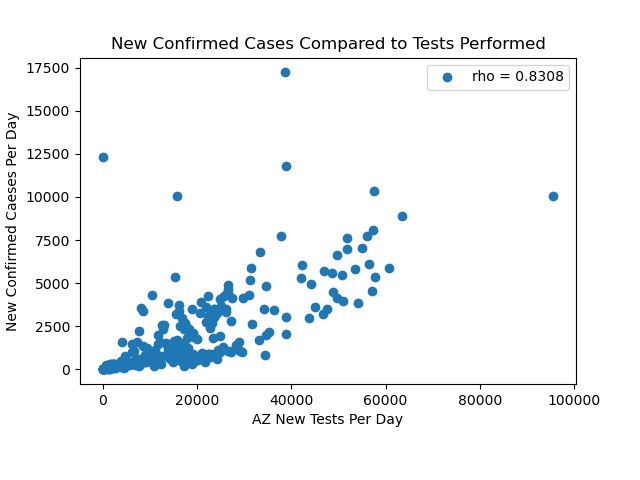 New Confirmed Cases Compared to Tests Performed
rho = 0.8308
New Confirmed Caeses Per Day
17500
15000
12500
10000
7500
5000
2500
0
0 20000 40000 60000 80000 100000
AZ New Tests Per Day